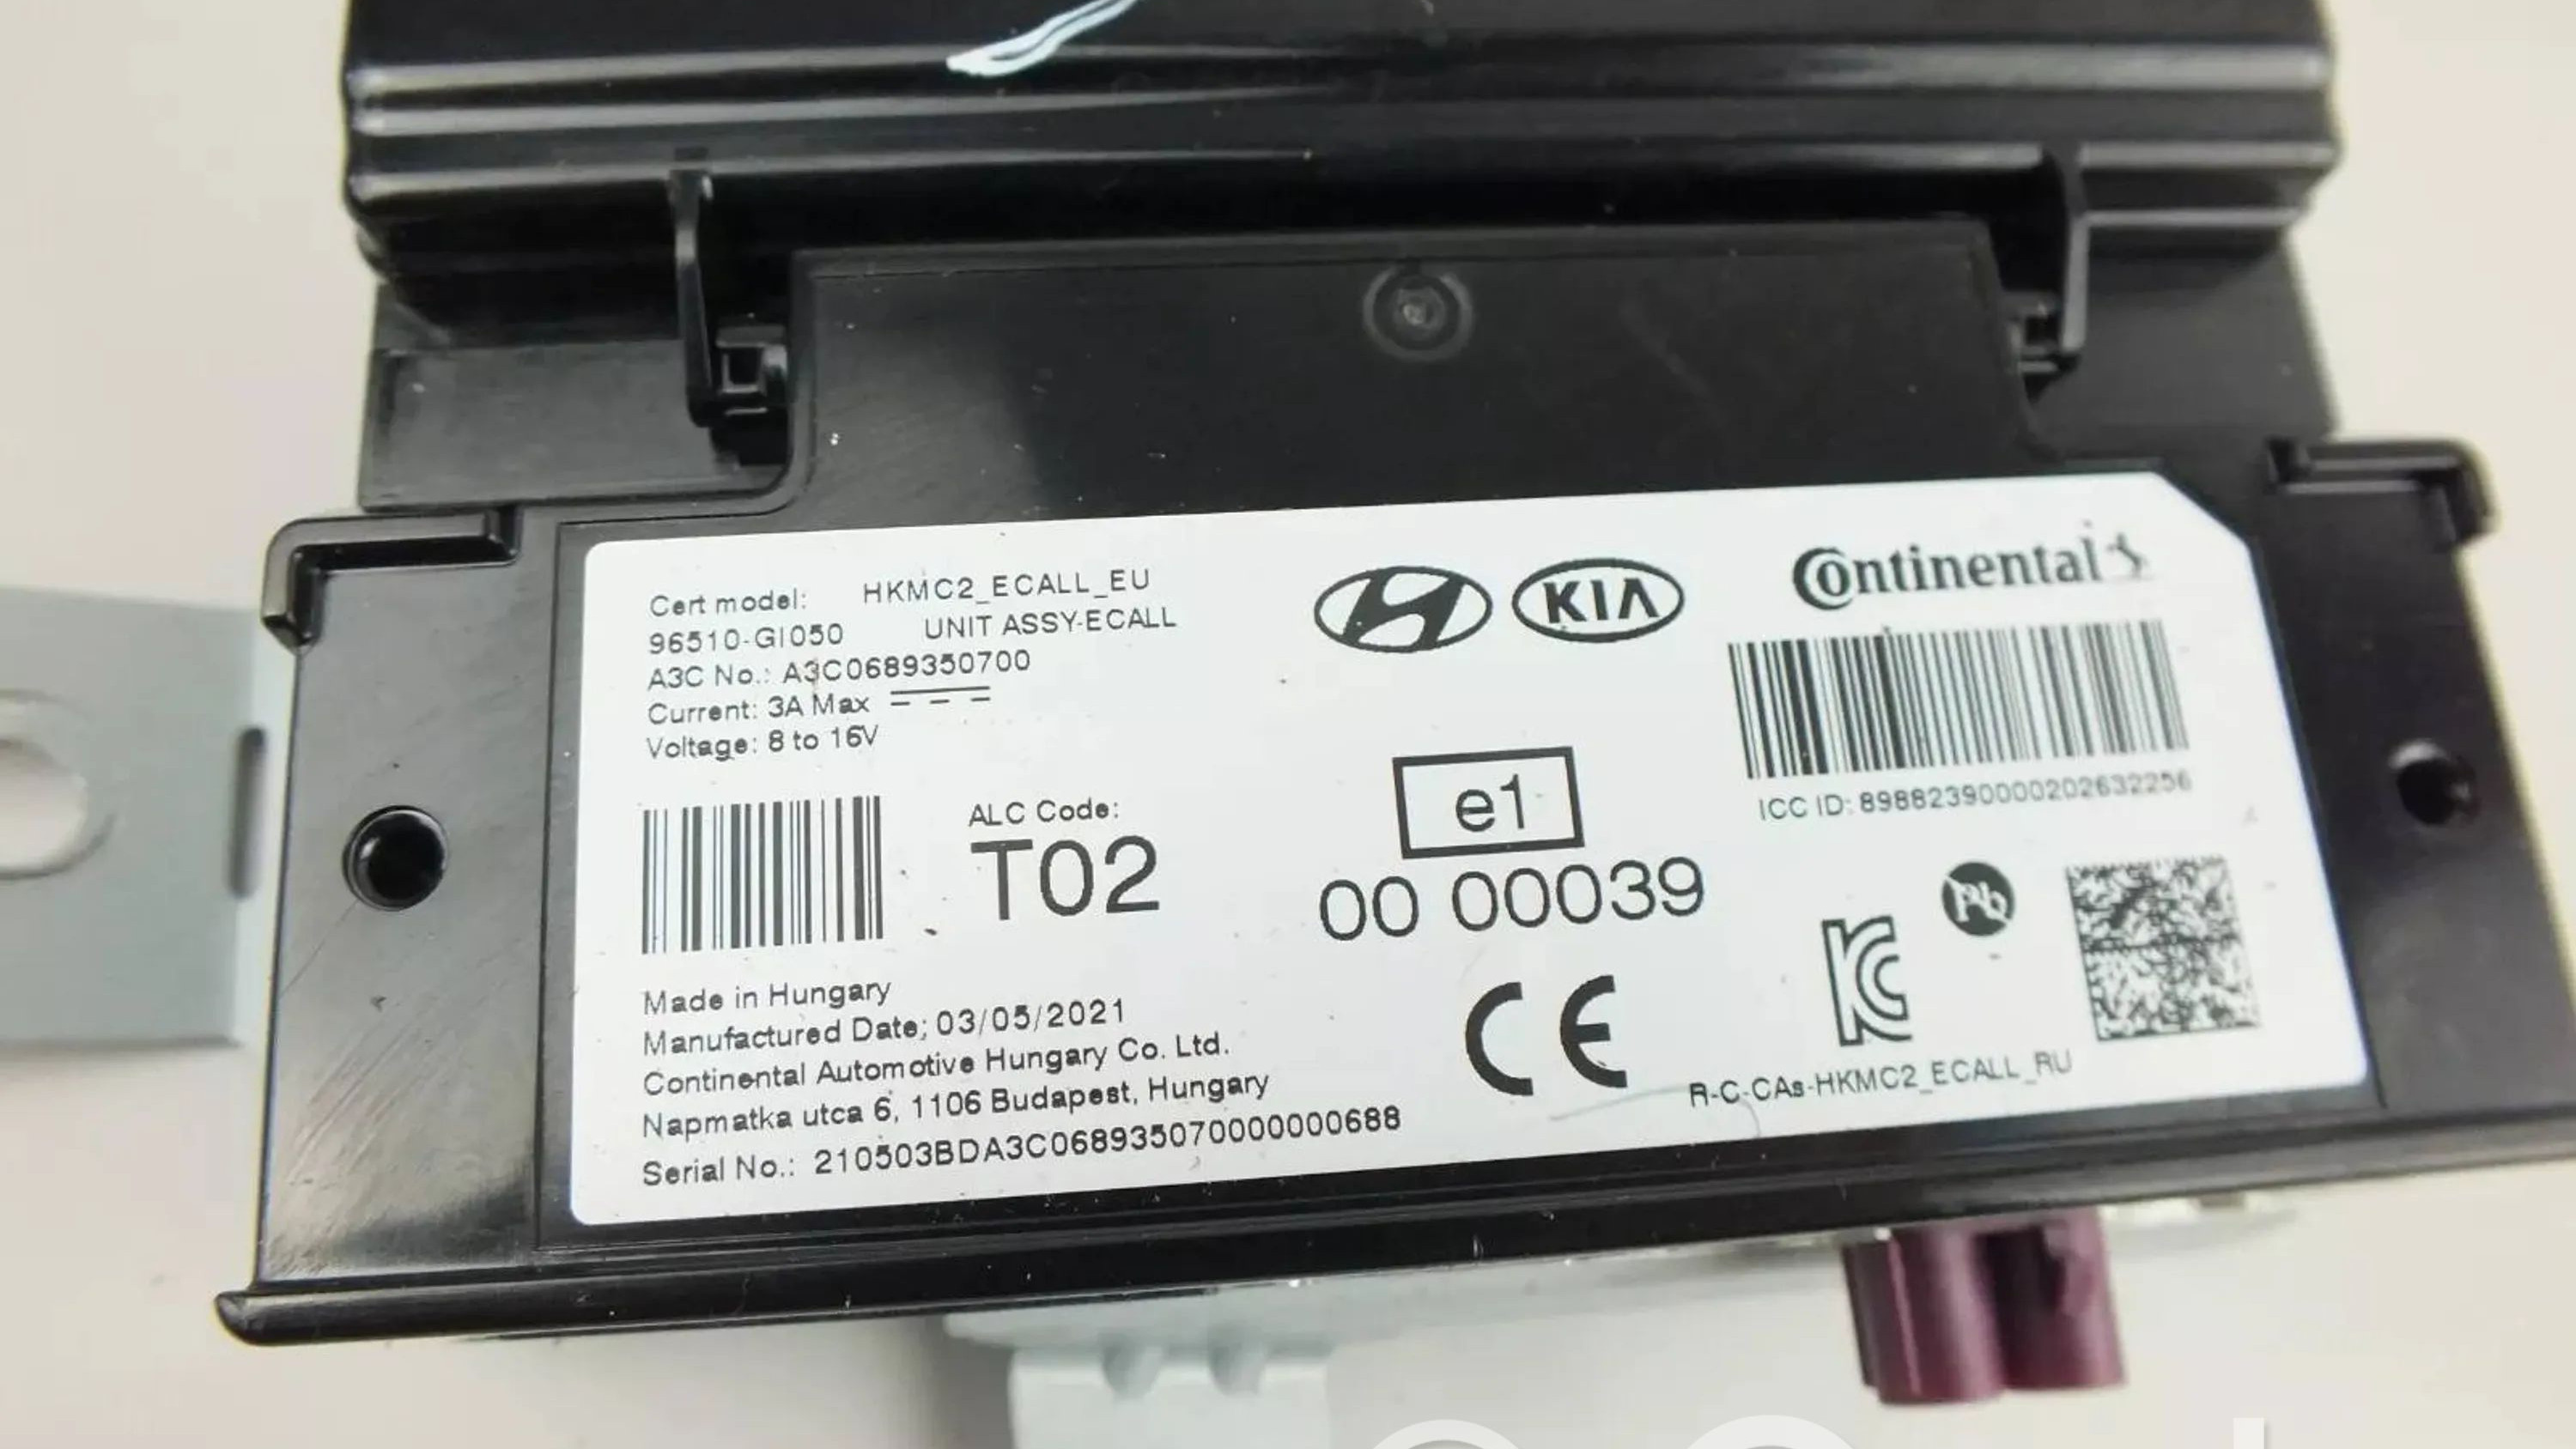 Cert model: HKMC2_ECALL_EU
96510-GI050 UNIT ASSY-ECALL
A3C No.: A3C0689350700
Current: 3A Max
Voltage: 8 to 16V
KIA
Continental
ICC ID: 89882390000202632256
ALC Code:
T02
e1
00 00039
Pb
CE
R-C-CAs-HKMC2_ECALL_RU
Made in Hungary
Manufactured Date; 03/05/2021
Continental Automotive Hungary Co. Ltd.
Napmatka utca 6, 1106 Budapest, Hungary
Serial No.: 210503BDA3C068935070000000688